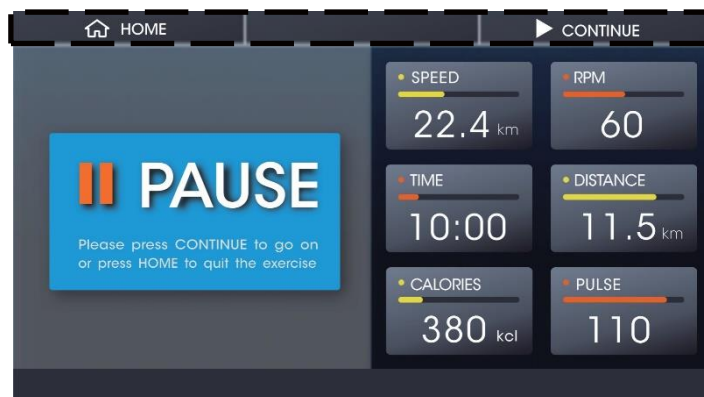 HOME
CONTINUE
PAUSE
Please press CONTINUE to go on
or press HOME to quit the exercise
SPEED
22.4 km
RPM
60
TIME
10:00
DISTANCE
11.5 km
CALORIES
380 kcl
PULSE
110